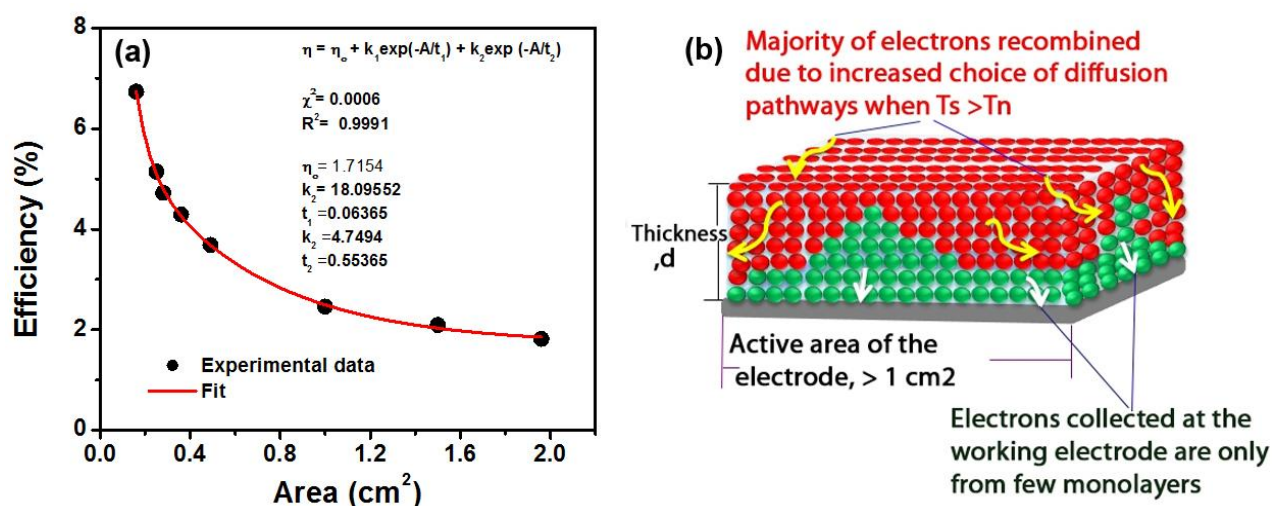 (a)
η = ηₒ + k₁exp(-A/t₁) + k₂exp (-A/t₂)
χ²= 0.0006
R²= 0.9991
ηₒ= 1.7154
k₂= 18.09552
t₁ =0.06365
k₂ =4.7494
t₂ =0.55365
Experimental data
Fit
8
6
4
2
0
0.0 0.4 0.8 1.2 1.6 2.0
Efficiency (%)
Area (cm²)
(b)
Majority of electrons recombined
due to increased choice of diffusion
pathways when Ts >Tn
Thickness
,d
Active area of the
electrode, > 1 cm2
Electrons collected at the
working electrode are only
from few monolayers